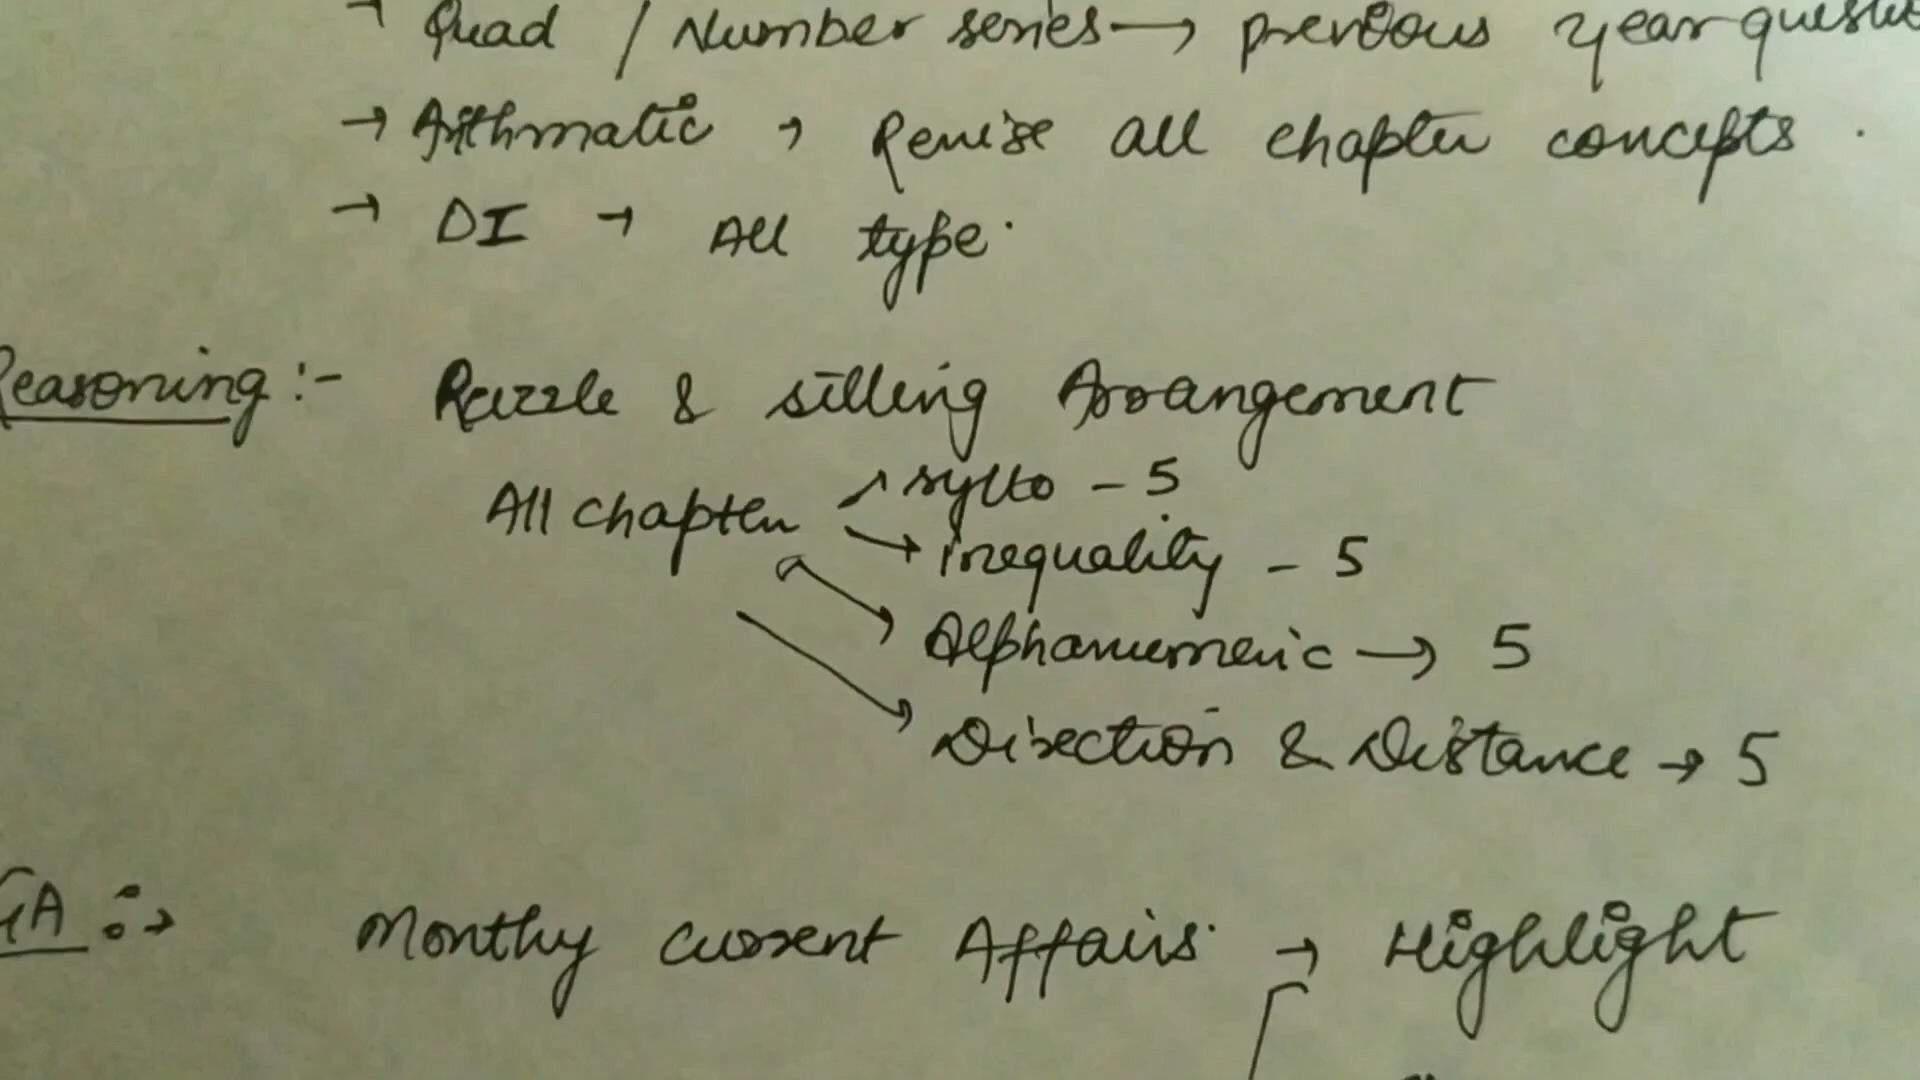 → Quad / Number series → previous year questi
→ Arithmatic → Revise all chapter concepts.
→ DI → All type.
Reasoning :- Puzzle & sitting Arrangement
All chapter → syllo - 5
→ inequality - 5
→ Alphanumeric → 5
→ Direction & Distance → 5
GA :→ Monthy current Affairs. → Highlight